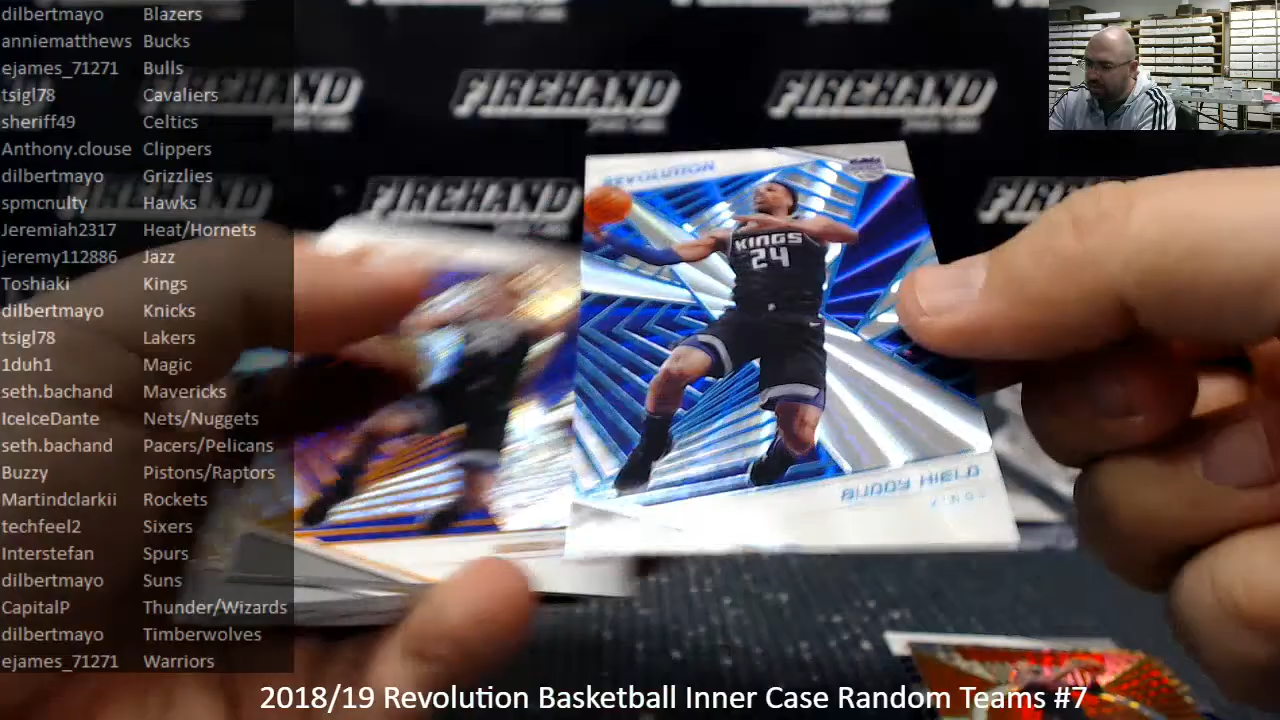 dilbertmayo Blazers
anniematthews Bucks
ejames_71271 Bulls
tsigl78 Cavaliers
sheriff49 Celtics
Anthony.clouse Clippers
dilbertmayo Grizzlies
spmcnulty Hawks
Jeremiah2317 Heat/Hornets
jeremy112886 Jazz
Toshiaki Kings
dilbertmayo Knicks
tsigl78 Lakers
1duh1 Magic
seth.bachand Mavericks
IceIceDante Nets/Nuggets
seth.bachand Pacers/Pelicans
Buzzy Pistons/Raptors
Martindclarkii Rockets
techfeel2 Sixers
Interstefan Spurs
dilbertmayo Suns
CapitalP Thunder/Wizards
dilbertmayo Timberwolves
ejames_71271 Warriors
FIREHAND
FIREHAND
FIREHAND
FIREHAND
FIREHAND
REVOLUTION
KINGS
24
BUDDY HIELD
KINGS
2018/19 Revolution Basketball Inner Case Random Teams #7